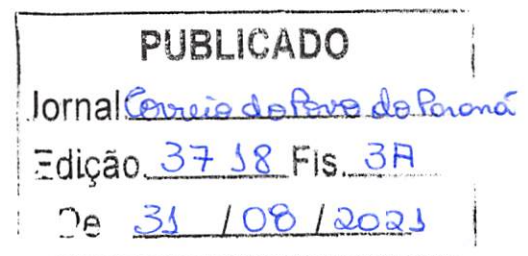 PUBLICADO
Jornal Correio do Povo do Paraná
Edição 3718 Fls. 3A
De 31 / 08 / 2021